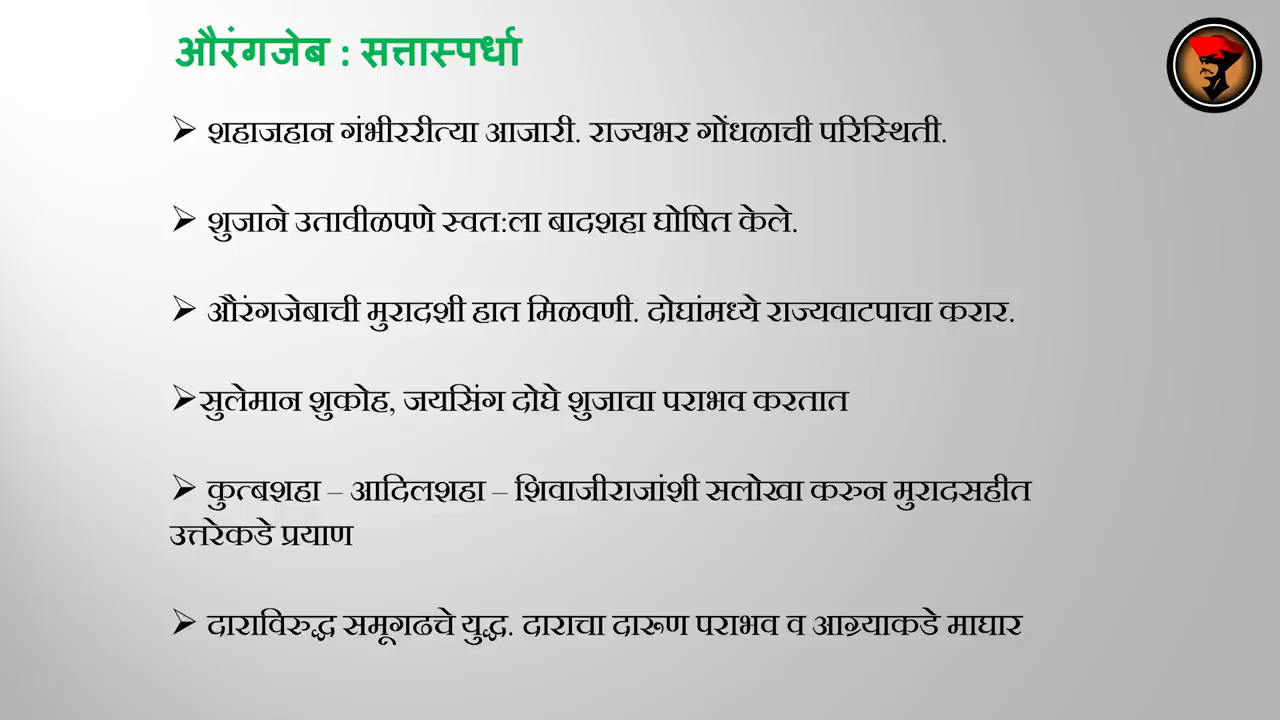 औरंगजेब : सत्तास्पर्धा
➢ शहाजहान गंभीररीत्या आजारी. राज्यभर गोंधळाची परिस्थिती.
➢ शुजाने उतावीळपणे स्वत:ला बादशहा घोषित केले.
➢ औरंगजेबाची मुरादशी हात मिळवणी. दोघांमध्ये राज्यवाटपाचा करार.
➢सुलेमान शुकोह, जयसिंग दोघे शुजाचा पराभव करतात
➢ कुत्बशहा – आदिलशहा – शिवाजीराजांशी सलोखा करुन मुरादसहीत
उत्तरेकडे प्रयाण
➢ दाराविरुद्ध समूगढचे युद्ध. दाराचा दारूण पराभव व आग्र्याकडे माघार